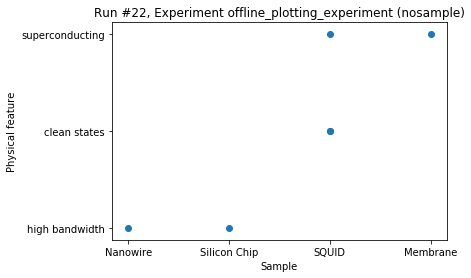 Run #22, Experiment offline_plotting_experiment (nosample)
superconducting
clean states
high bandwidth
Physical feature
Nanowire Silicon Chip SQUID Membrane
Sample